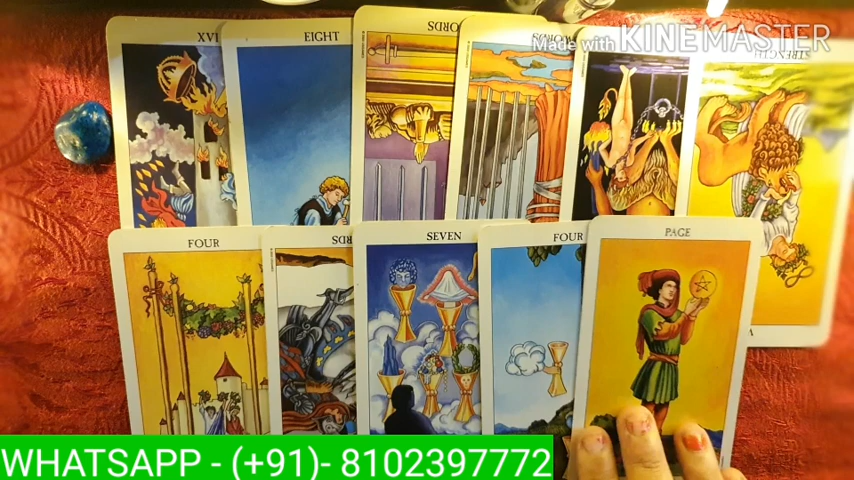 Made with KINEMASTER
XVI
EIGHT
SWORDS
STRENGTH
FOUR
SEVEN
FOUR
PAGE
WHATSAPP - (+91)- 8102397772